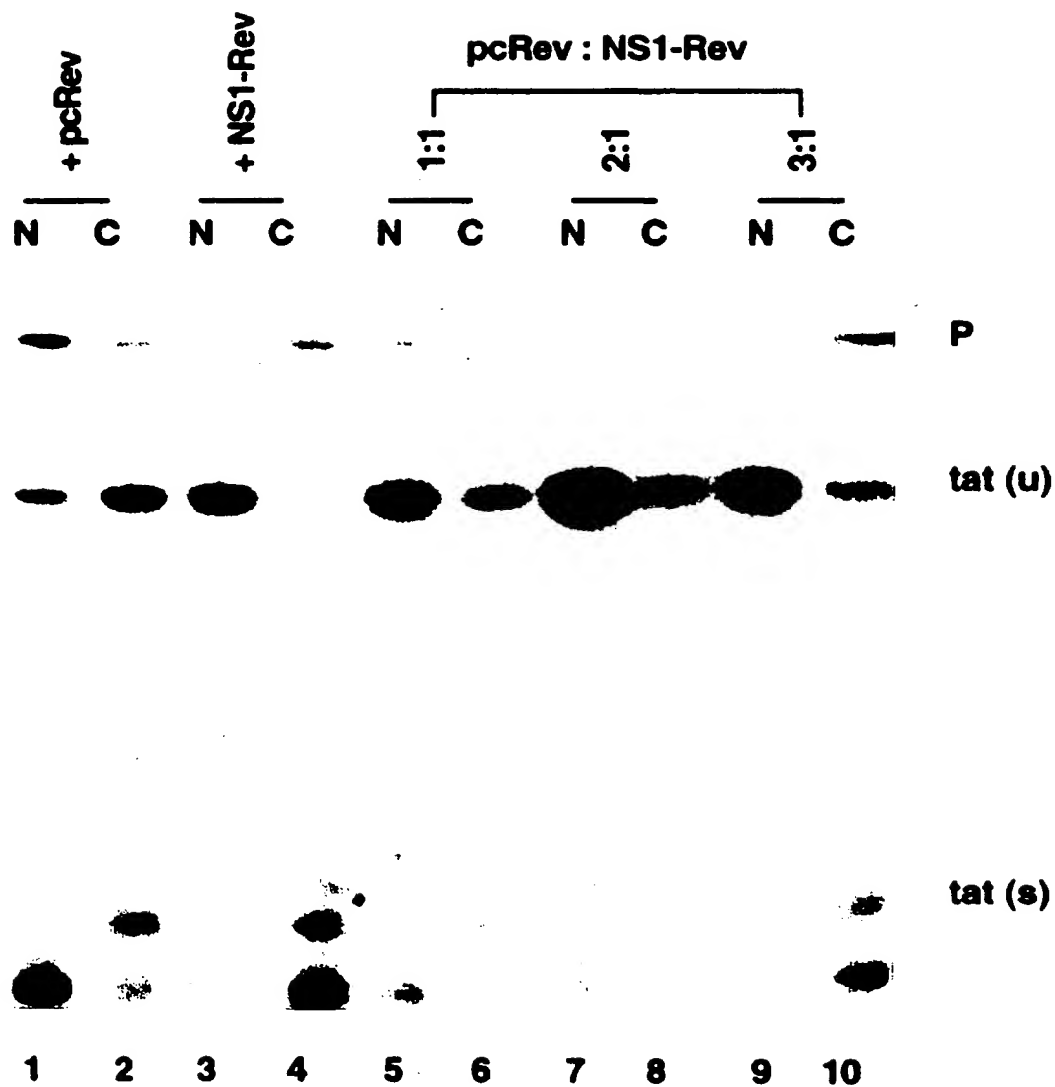 pcRev : NS1-Rev
+ pcRev
+ NS1-Rev
1:1
2:1
3:1
N C N C N C N C N C
P
tat (u)
tat (s)
1 2 3 4 5 6 7 8 9 10